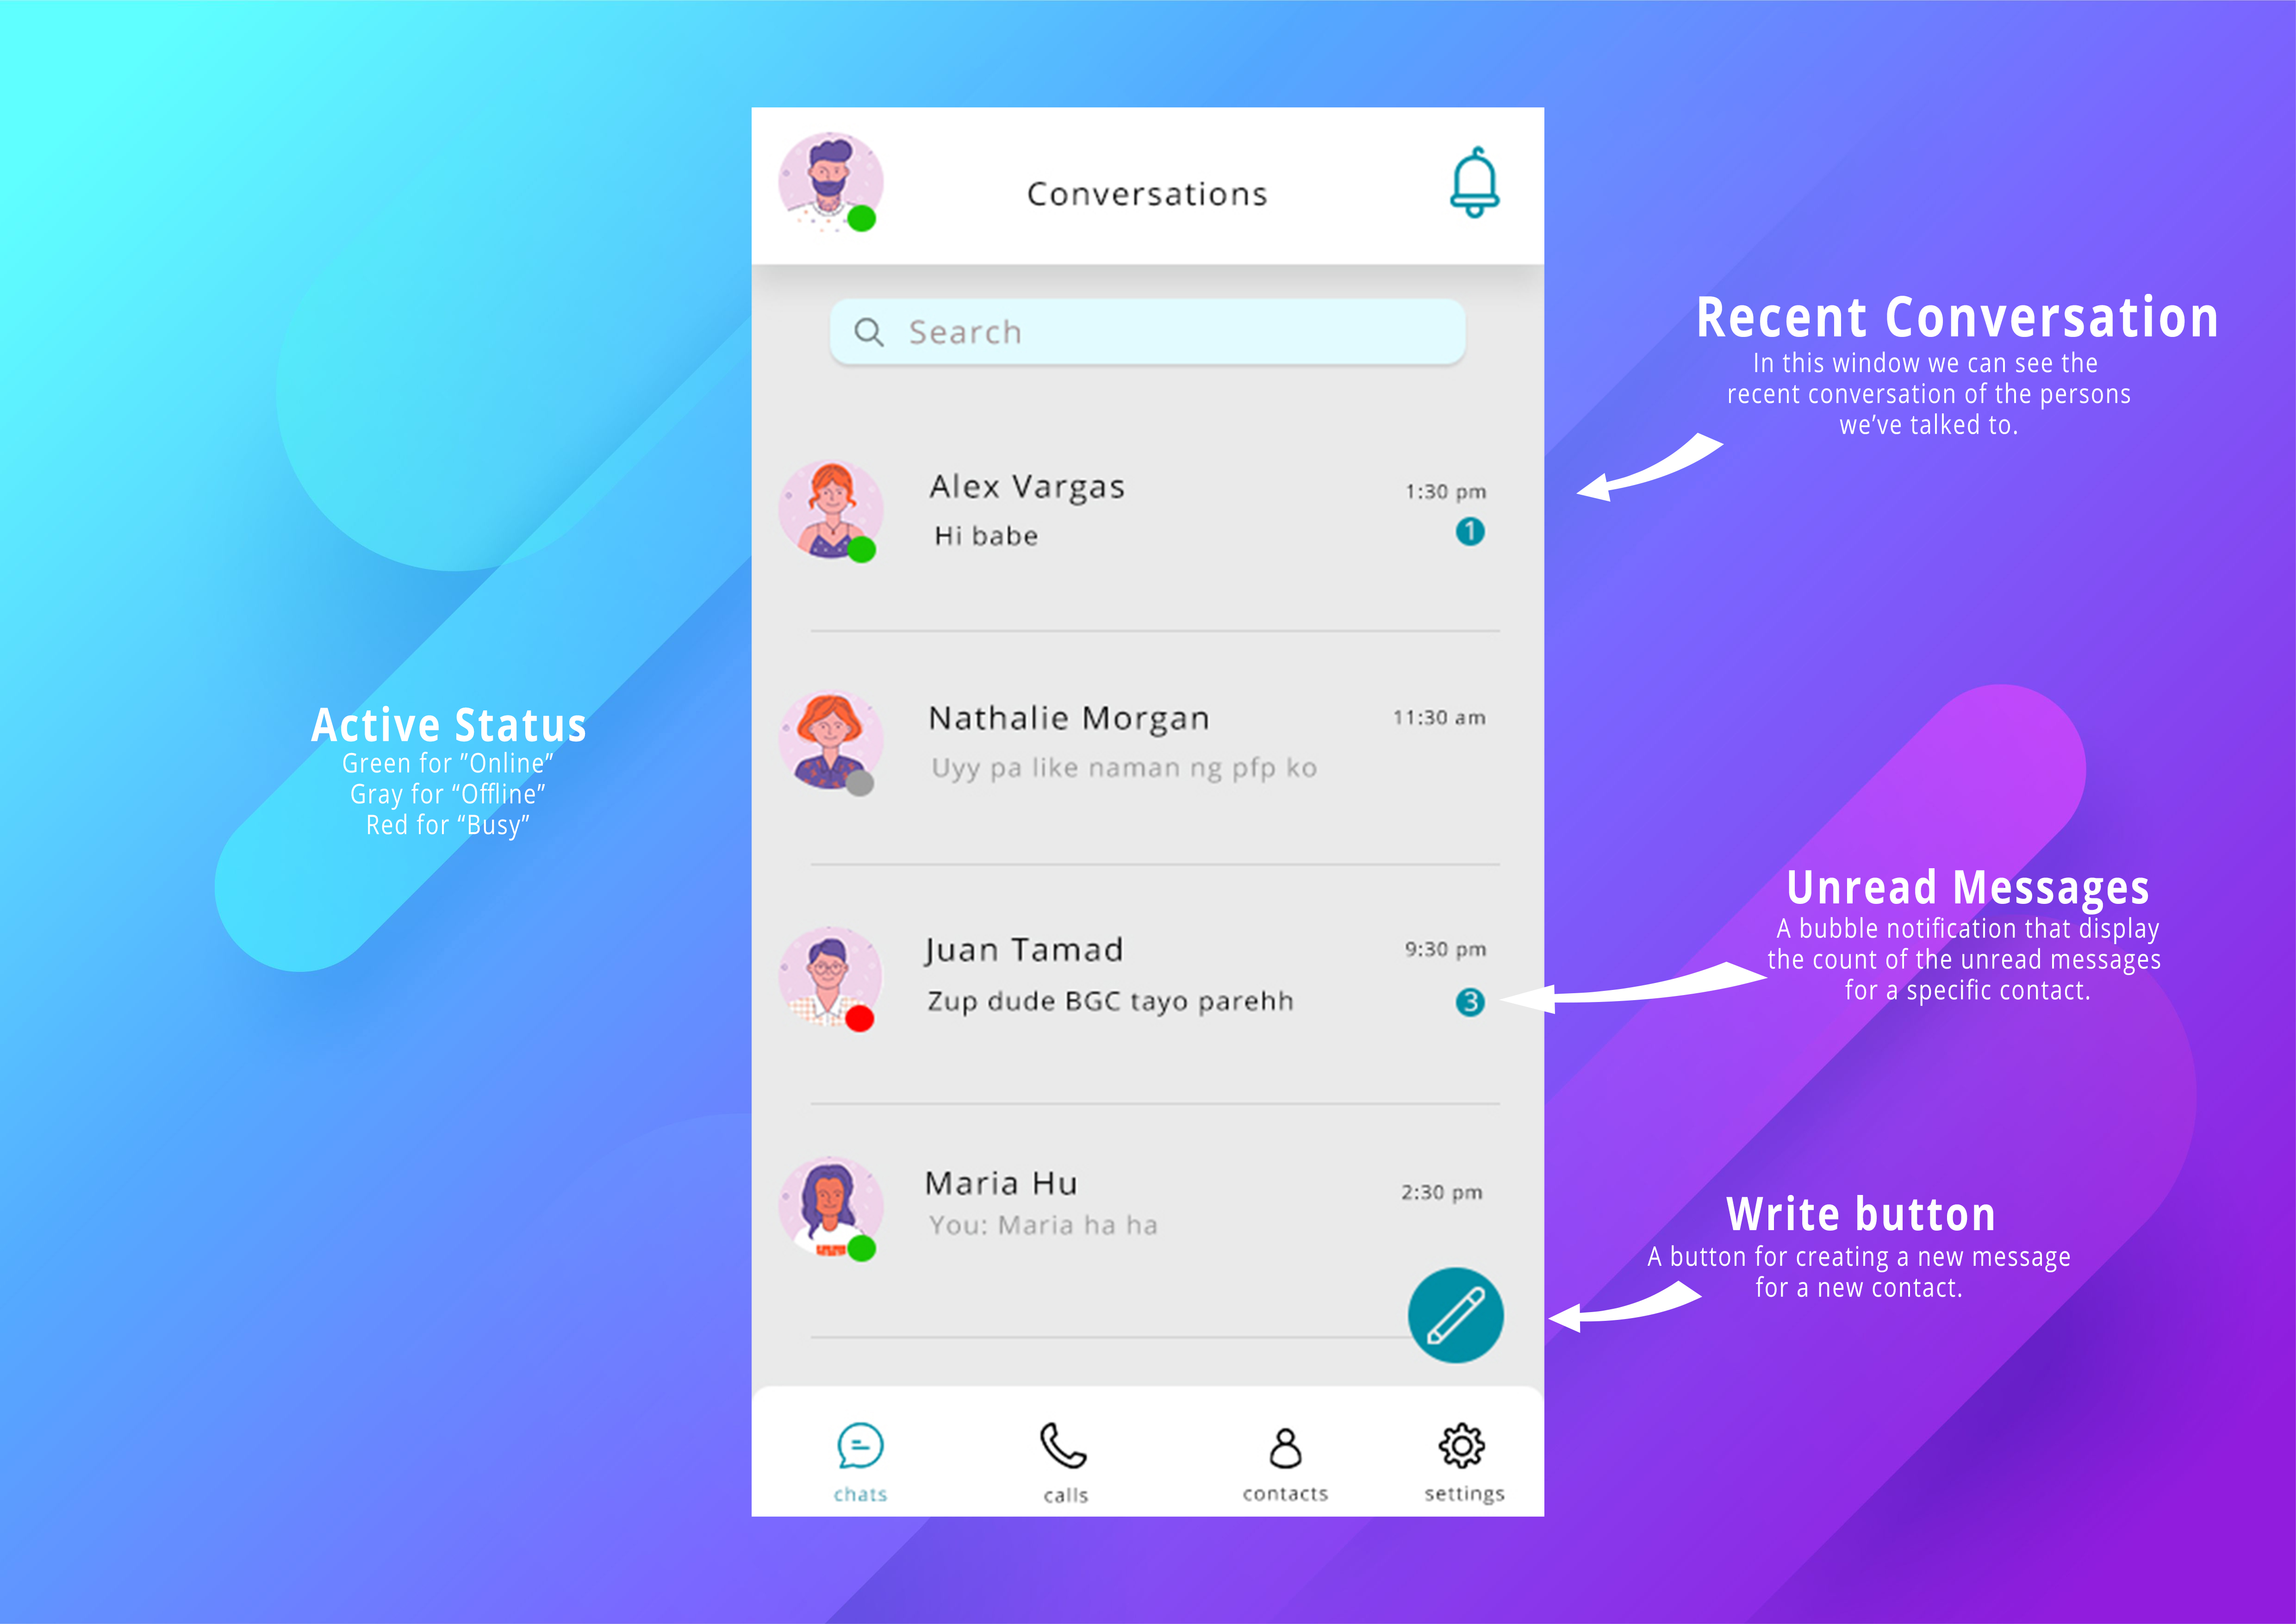 Conversations
Search
Alex Vargas
1:30 pm
Hi babe
1
Nathalie Morgan
11:30 am
Uyy pa like naman ng pfp ko
Juan Tamad
9:30 pm
Zup dude BGC tayo parehh
3
Maria Hu
2:30 pm
You: Maria ha ha
chats
calls
contacts
settings
Active Status
Green for ”Online”
Gray for “Offline”
Red for “Busy”
Recent Conversation
In this window we can see the
recent conversation of the persons
we’ve talked to.
Unread Messages
A bubble notification that display
the count of the unread messages
for a specific contact.
Write button
A button for creating a new message
for a new contact.